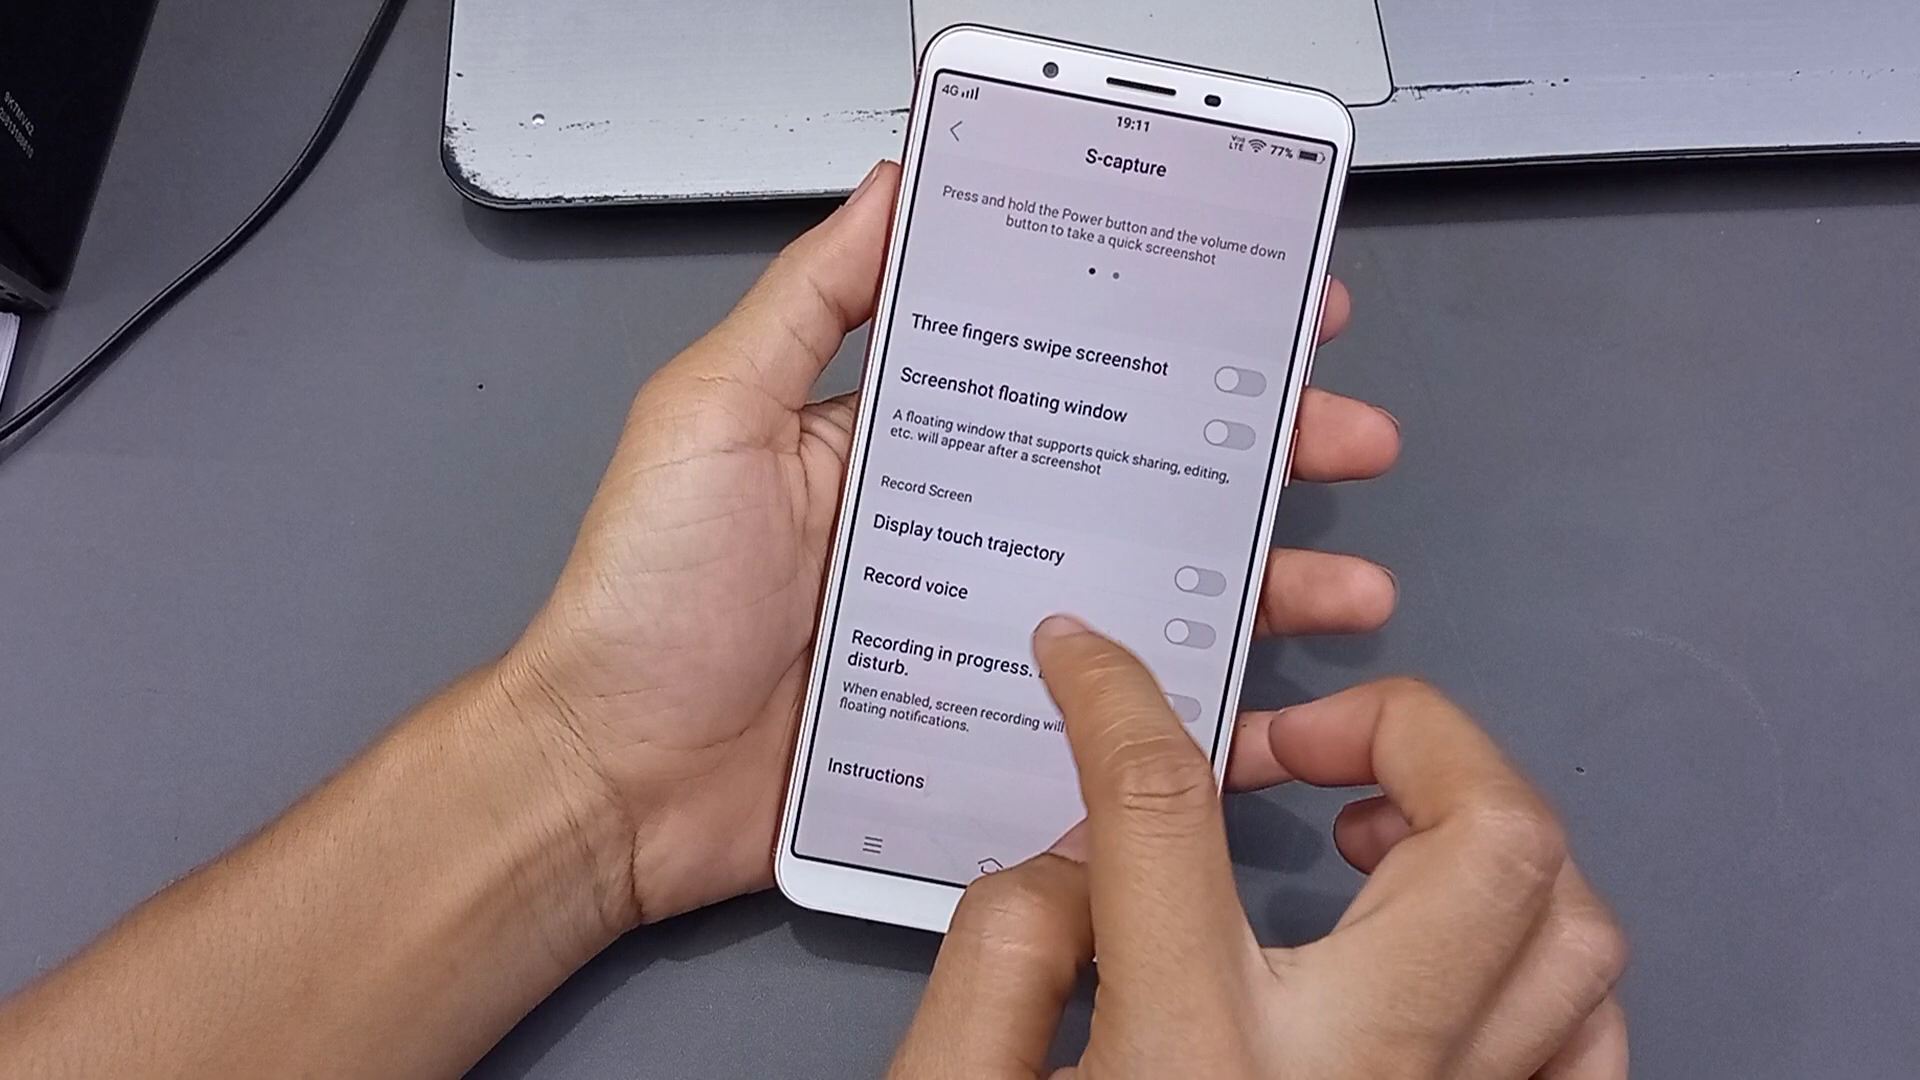 4G
19:11
VoLTE
77%
S-capture
Press and hold the Power button and the volume down
button to take a quick screenshot
Three fingers swipe screenshot
Screenshot floating window
A floating window that supports quick sharing, editing,
etc. will appear after a screenshot
Record Screen
Display touch trajectory
Record voice
Recording in progress.
disturb.
When enabled, screen recording will
floating notifications.
Instructions